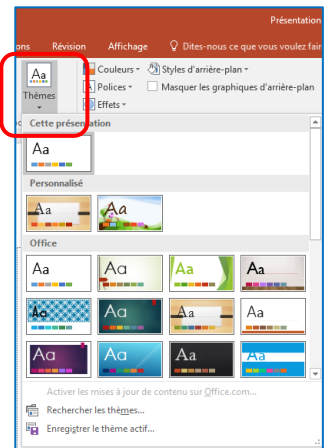 Présentation
ons Révision Affichage Dites-nous ce que vous voulez fair
Aa Couleurs Styles d'arrière-plan
Thèmes Polices Masquer les graphiques d'arrière-plan
Effets
Cette présentation
Aa
Personnalisé
Aa Aa
Office
Aa Aa Aa Aa
Aa Aa Aa Aa
Aa Aa Aa Aa
Activer les mises à jour de contenu sur Office.com...
Rechercher les thèmes...
Enregistrer le thème actif...